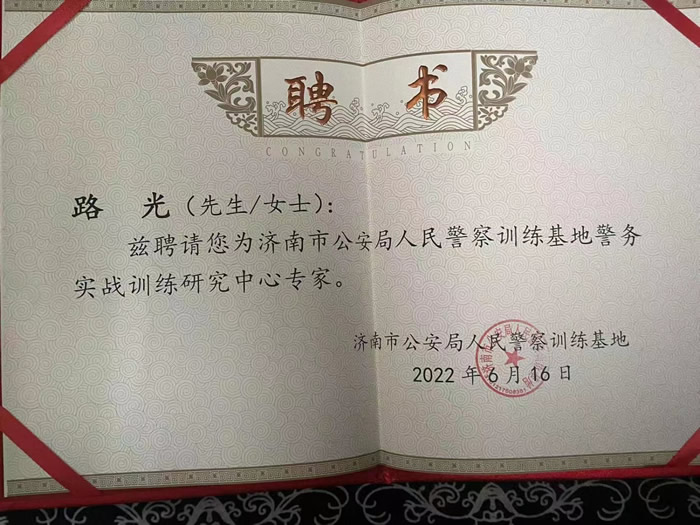 聘书
CONGRATULATION
路 光（先生/女士）：
兹聘请您为济南市公安局人民警察训练基地警务
实战训练研究中心专家。
济南市公安局人民警察训练基地
2022 年 6 月 16 日